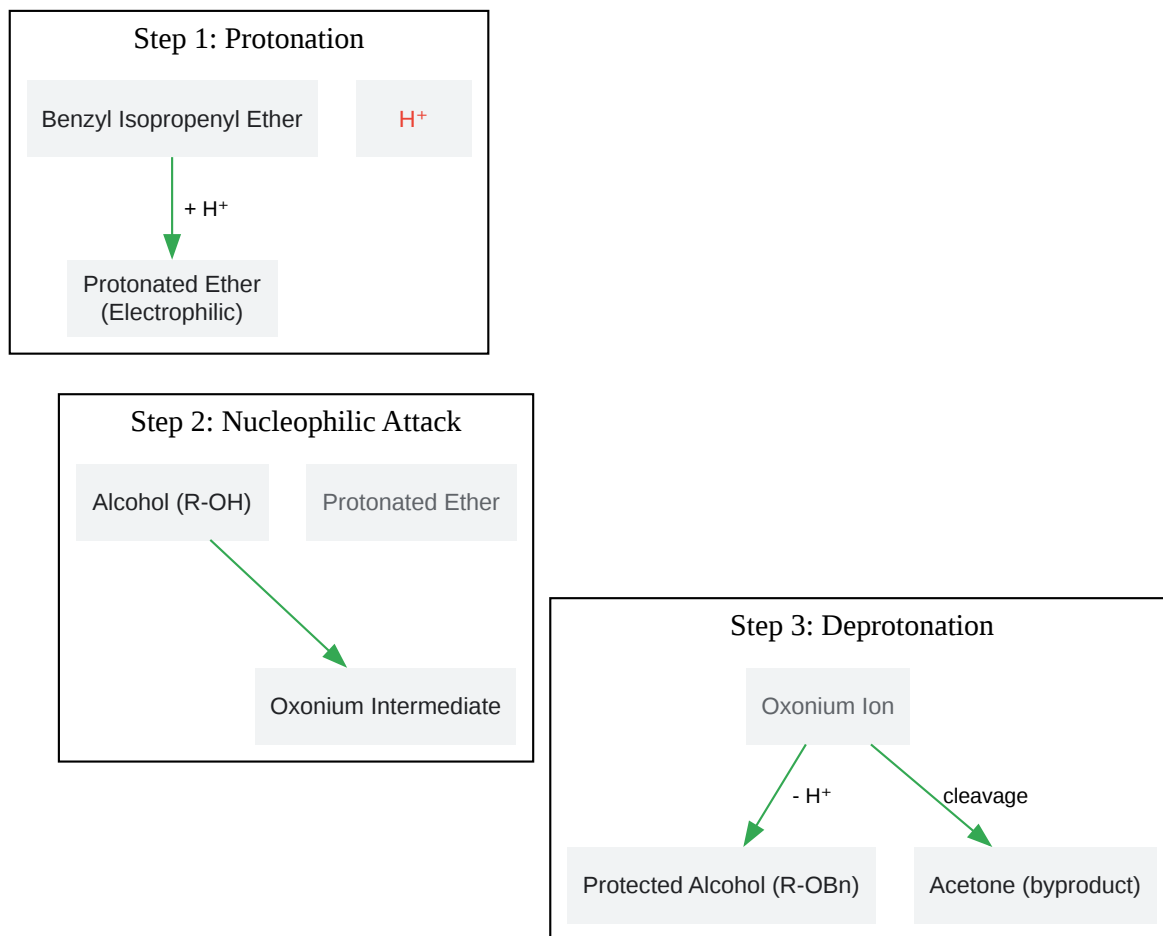 Step 1: Protonation
Benzyl Isopropenyl Ether
H⁺
+ H⁺
Protonated Ether
(Electrophilic)
Step 2: Nucleophilic Attack
Alcohol (R-OH)
Protonated Ether
Oxonium Intermediate
Step 3: Deprotonation
Oxonium Ion
- H⁺
cleavage
Protected Alcohol (R-OBn)
Acetone (byproduct)